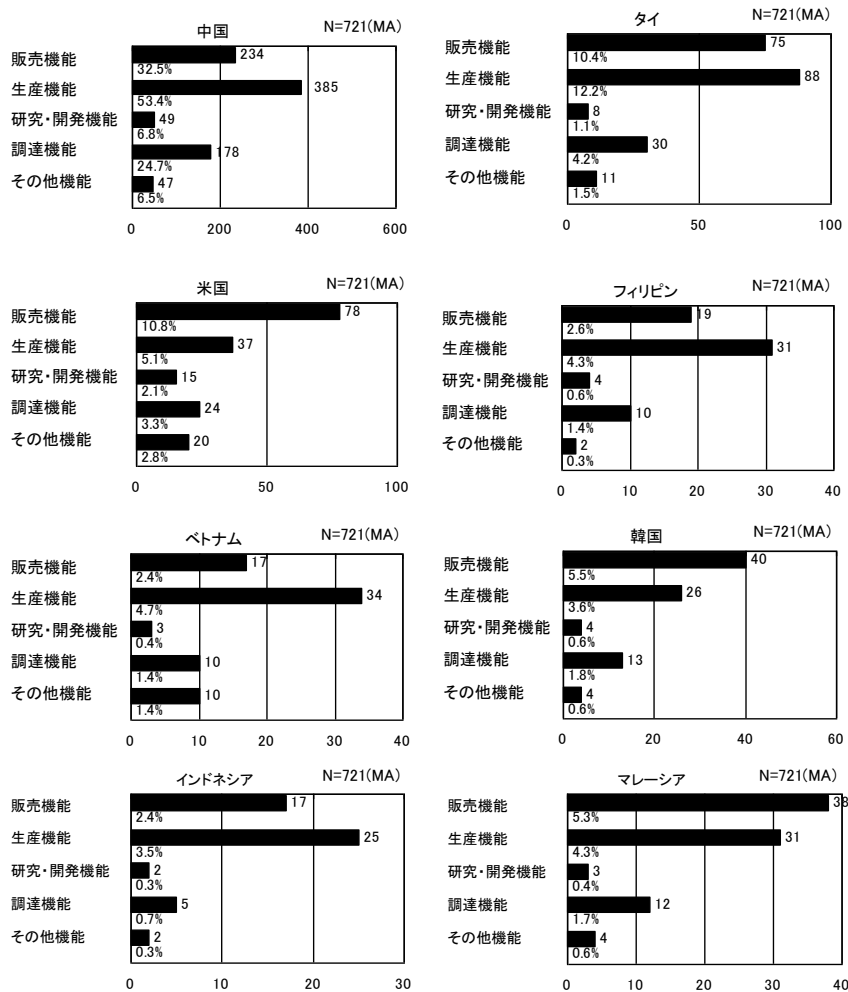 中国 N=721(MA)
販売機能 234
32.5%
生産機能 385
53.4%
研究・開発機能 49
6.8%
調達機能 178
24.7%
その他機能 47
6.5%
0 200 400 600
タイ N=721(MA)
販売機能 75
10.4%
生産機能 88
12.2%
研究・開発機能 8
1.1%
調達機能 30
4.2%
その他機能 11
1.5%
0 50 100
米国 N=721(MA)
販売機能 78
10.8%
生産機能 37
5.1%
研究・開発機能 15
2.1%
調達機能 24
3.3%
その他機能 20
2.8%
0 50 100
フィリピン N=721(MA)
販売機能 19
2.6%
生産機能 31
4.3%
研究・開発機能 4
0.6%
調達機能 10
1.4%
その他機能 2
0.3%
0 10 20 30 40
ベトナム N=721(MA)
販売機能 17
2.4%
生産機能 34
4.7%
研究・開発機能 3
0.4%
調達機能 10
1.4%
その他機能 10
1.4%
0 10 20 30 40
韓国 N=721(MA)
販売機能 40
5.5%
生産機能 26
3.6%
研究・開発機能 4
0.6%
調達機能 13
1.8%
その他機能 4
0.6%
0 20 40 60
インドネシア N=721(MA)
販売機能 17
2.4%
生産機能 25
3.5%
研究・開発機能 2
0.3%
調達機能 5
0.7%
その他機能 2
0.3%
0 10 20 30
マレーシア N=721(MA)
販売機能 38
5.3%
生産機能 31
4.3%
研究・開発機能 3
0.4%
調達機能 12
1.7%
その他機能 4
0.6%
0 10 20 30 40